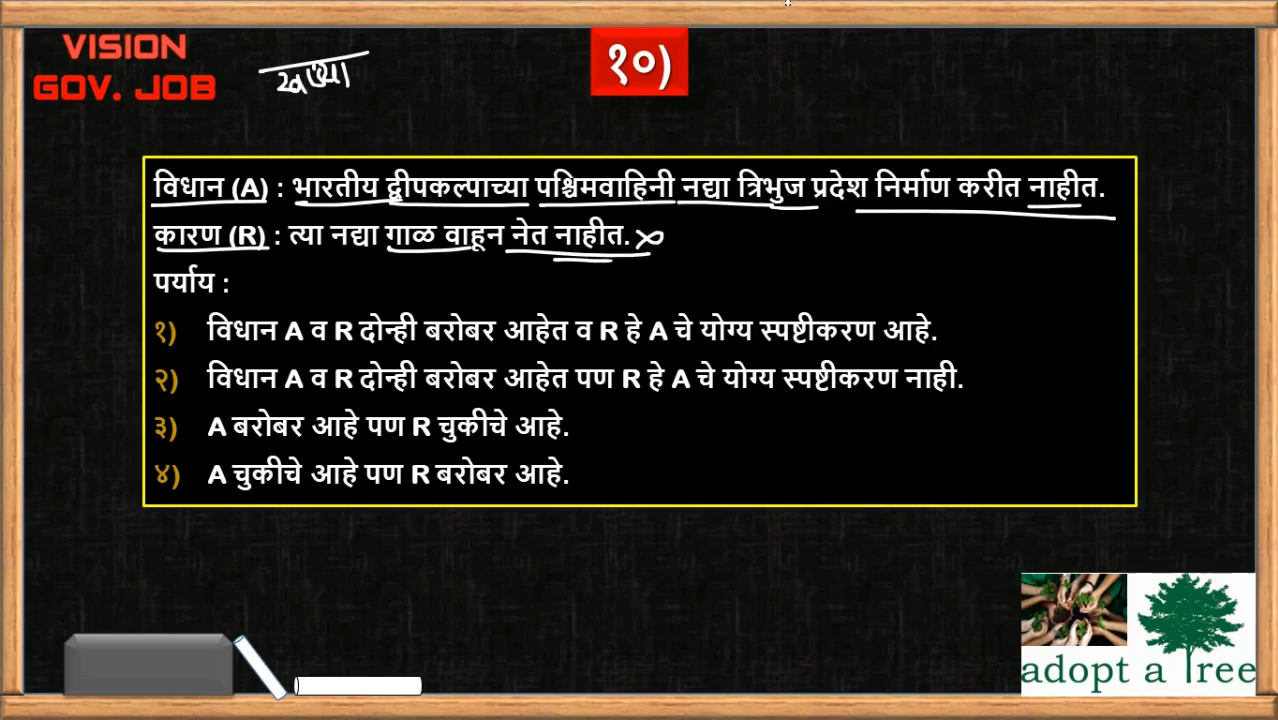 VISION
GOV. JOB
१०)
विधान (A) : भारतीय द्वीपकल्पाच्या पश्चिमवाहिनी नद्या त्रिभुज प्रदेश निर्माण करीत नाहीत.
कारण (R) : त्या नद्या गाळ वाहून नेत नाहीत.
पर्याय :
१) विधान A व R दोन्ही बरोबर आहेत व R हे A चे योग्य स्पष्टीकरण आहे.
२) विधान A व R दोन्ही बरोबर आहेत पण R हे A चे योग्य स्पष्टीकरण नाही.
३) A बरोबर आहे पण R चुकीचे आहे.
४) A चुकीचे आहे पण R बरोबर आहे.
adopt a Tree